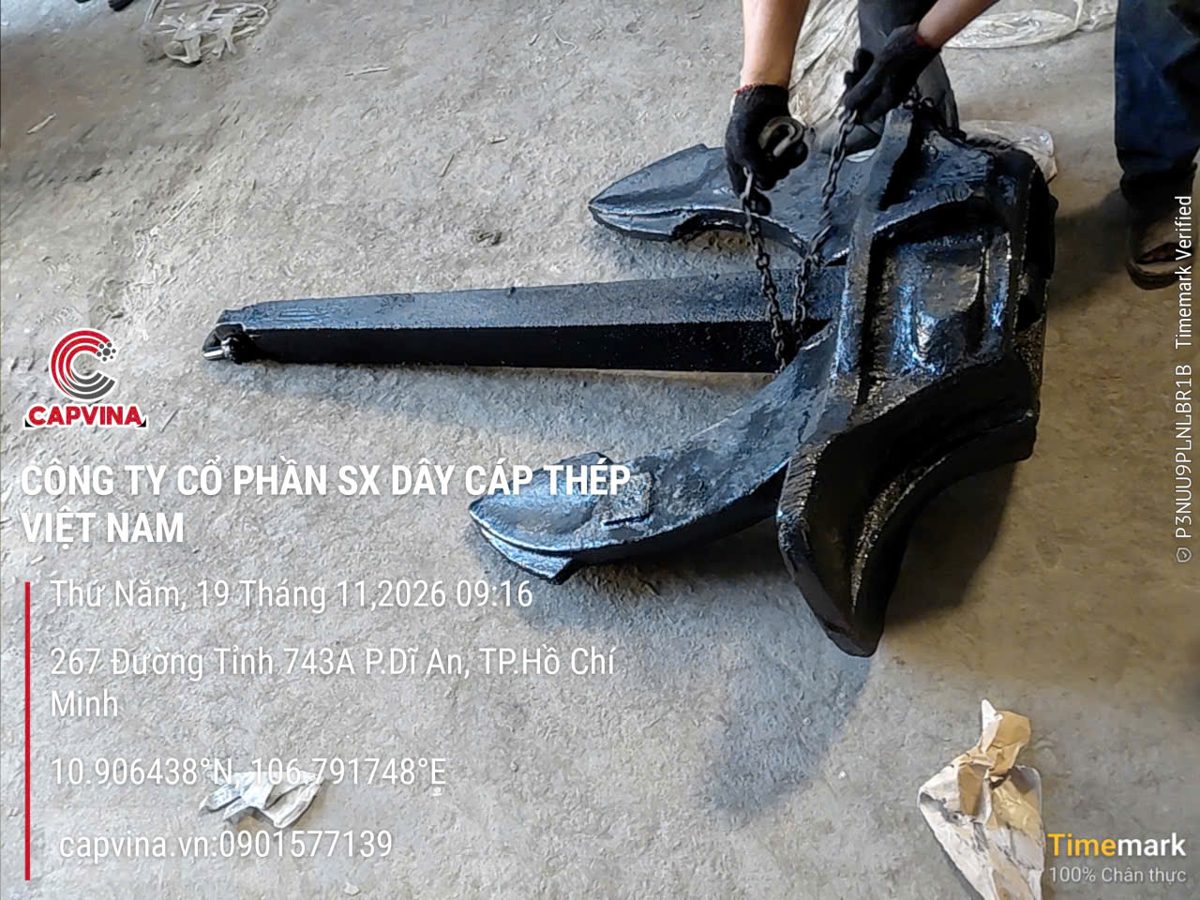 CAPVINA
CÔNG TY CỔ PHẦN SX DÂY CÁP THÉP
VIỆT NAM
Thứ Năm, 19 Tháng 11,2026 09:16
267 Đường Tỉnh 743A P.Dĩ An, TP.Hồ Chí
Minh
10.906438°N, 106.791748°E
capvina.vn:0901577139
P3NUU9PLNLBR1B Timemark Verified
Timemark
100% Chân thực